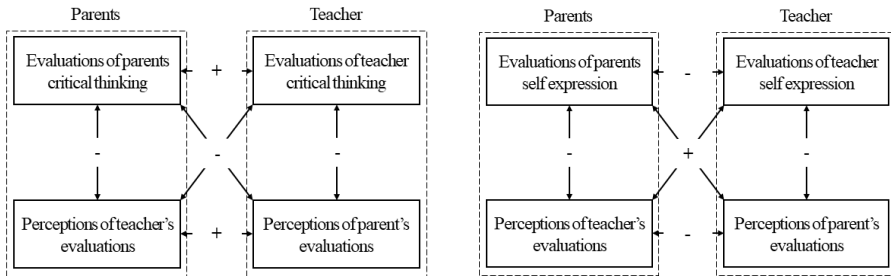 Parents Teacher
Evaluations of parents
critical thinking
+
Evaluations of teacher
critical thinking
- - -
Perceptions of teacher's
evaluations
+
Perceptions of parent's
evaluations
Parents Teacher
Evaluations of parents
self expression
-
Evaluations of teacher
self expression
- + -
Perceptions of teacher's
evaluations
-
Perceptions of parent's
evaluations